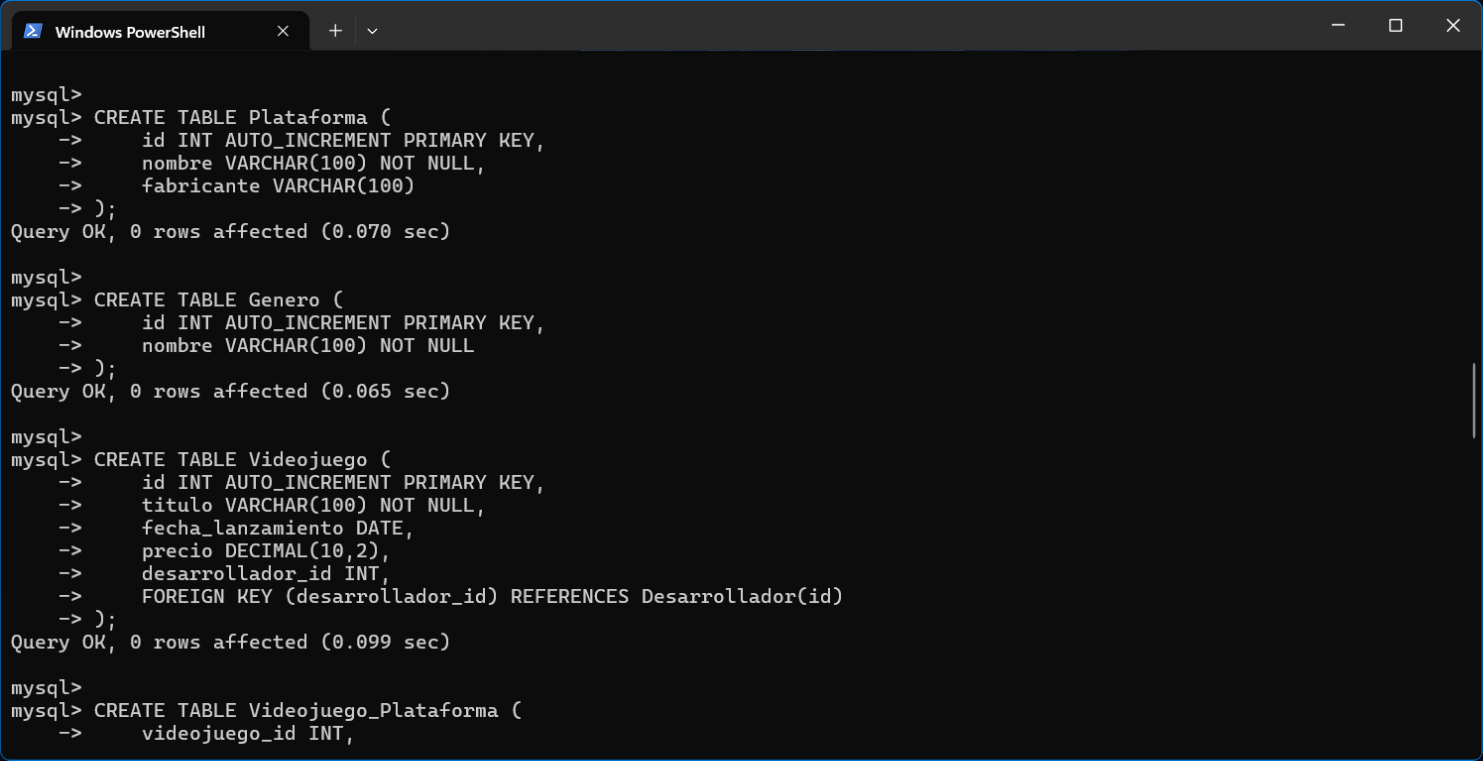 Windows PowerShell
mysql>
mysql> CREATE TABLE Plataforma (
    ->     id INT AUTO_INCREMENT PRIMARY KEY,
    ->     nombre VARCHAR(100) NOT NULL,
    ->     fabricante VARCHAR(100)
    -> );
Query OK, 0 rows affected (0.070 sec)
mysql>
mysql> CREATE TABLE Genero (
    ->     id INT AUTO_INCREMENT PRIMARY KEY,
    ->     nombre VARCHAR(100) NOT NULL
    -> );
Query OK, 0 rows affected (0.065 sec)
mysql>
mysql> CREATE TABLE Videojuego (
    ->     id INT AUTO_INCREMENT PRIMARY KEY,
    ->     titulo VARCHAR(100) NOT NULL,
    ->     fecha_lanzamiento DATE,
    ->     precio DECIMAL(10,2),
    ->     desarrollador_id INT,
    ->     FOREIGN KEY (desarrollador_id) REFERENCES Desarrollador(id)
    -> );
Query OK, 0 rows affected (0.099 sec)
mysql>
mysql> CREATE TABLE Videojuego_Plataforma (
    ->     videojuego_id INT,